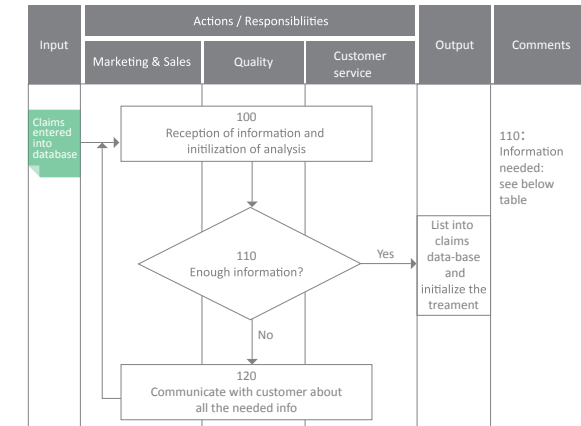 Input
Actions / Responsibliities
Marketing & Sales
Quality
Customer
service
Output
Comments
Claims
entered
into
database
100
Reception of information and
initilization of analysis
110:
Information
needed:
see below
table
110
Enough information?
Yes
List into
claims
data-base
and
initialize the
treament
No
120
Communicate with customer about
all the needed info